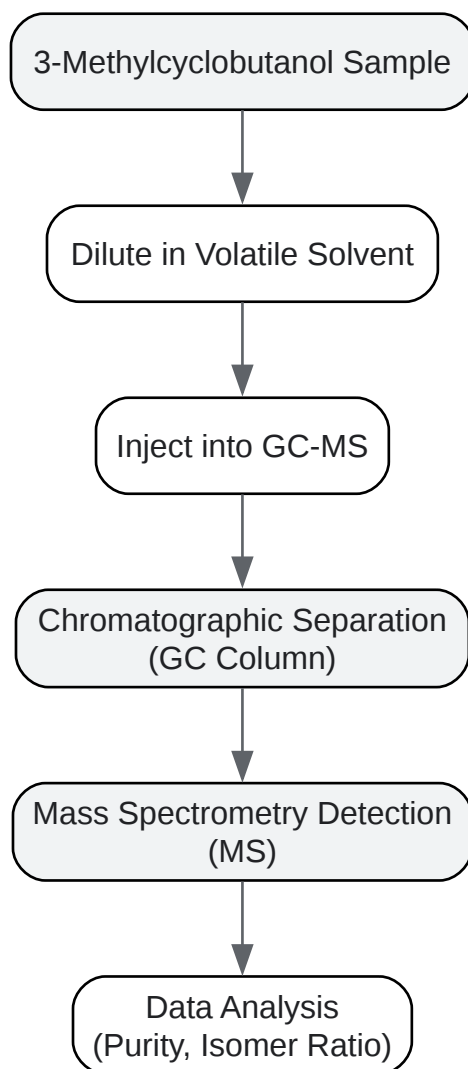 3-Methylcyclobutanol Sample
Dilute in Volatile Solvent
Inject into GC-MS
Chromatographic Separation
(GC Column)
Mass Spectrometry Detection
(MS)
Data Analysis
(Purity, Isomer Ratio)